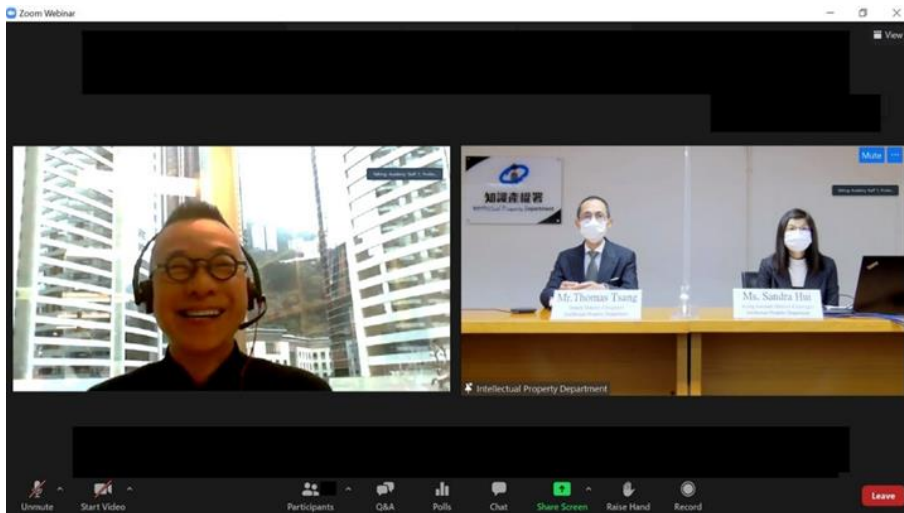 Zoom Webinar
View
Mute
知識產權署
Intellectual Property Department
Mr.Thomas Tsang
Intellectual Property Department
Ms. Sandra Hui
Intellectual Property Department
Intellectual Property Department
Unmute
Start Video
Participants
Q&A
Polls
Chat
Share Screen
Raise Hand
Record
Leave